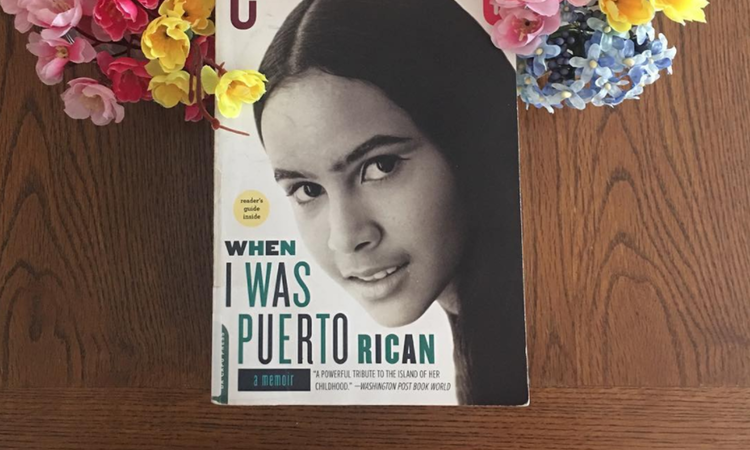 reader's
guide
inside
WHEN
I WAS
PUERTO RICAN
a memoir
"A POWERFUL TRIBUTE TO THE ISLAND OF HER
CHILDHOOD." —WASHINGTON POST BOOK WORLD